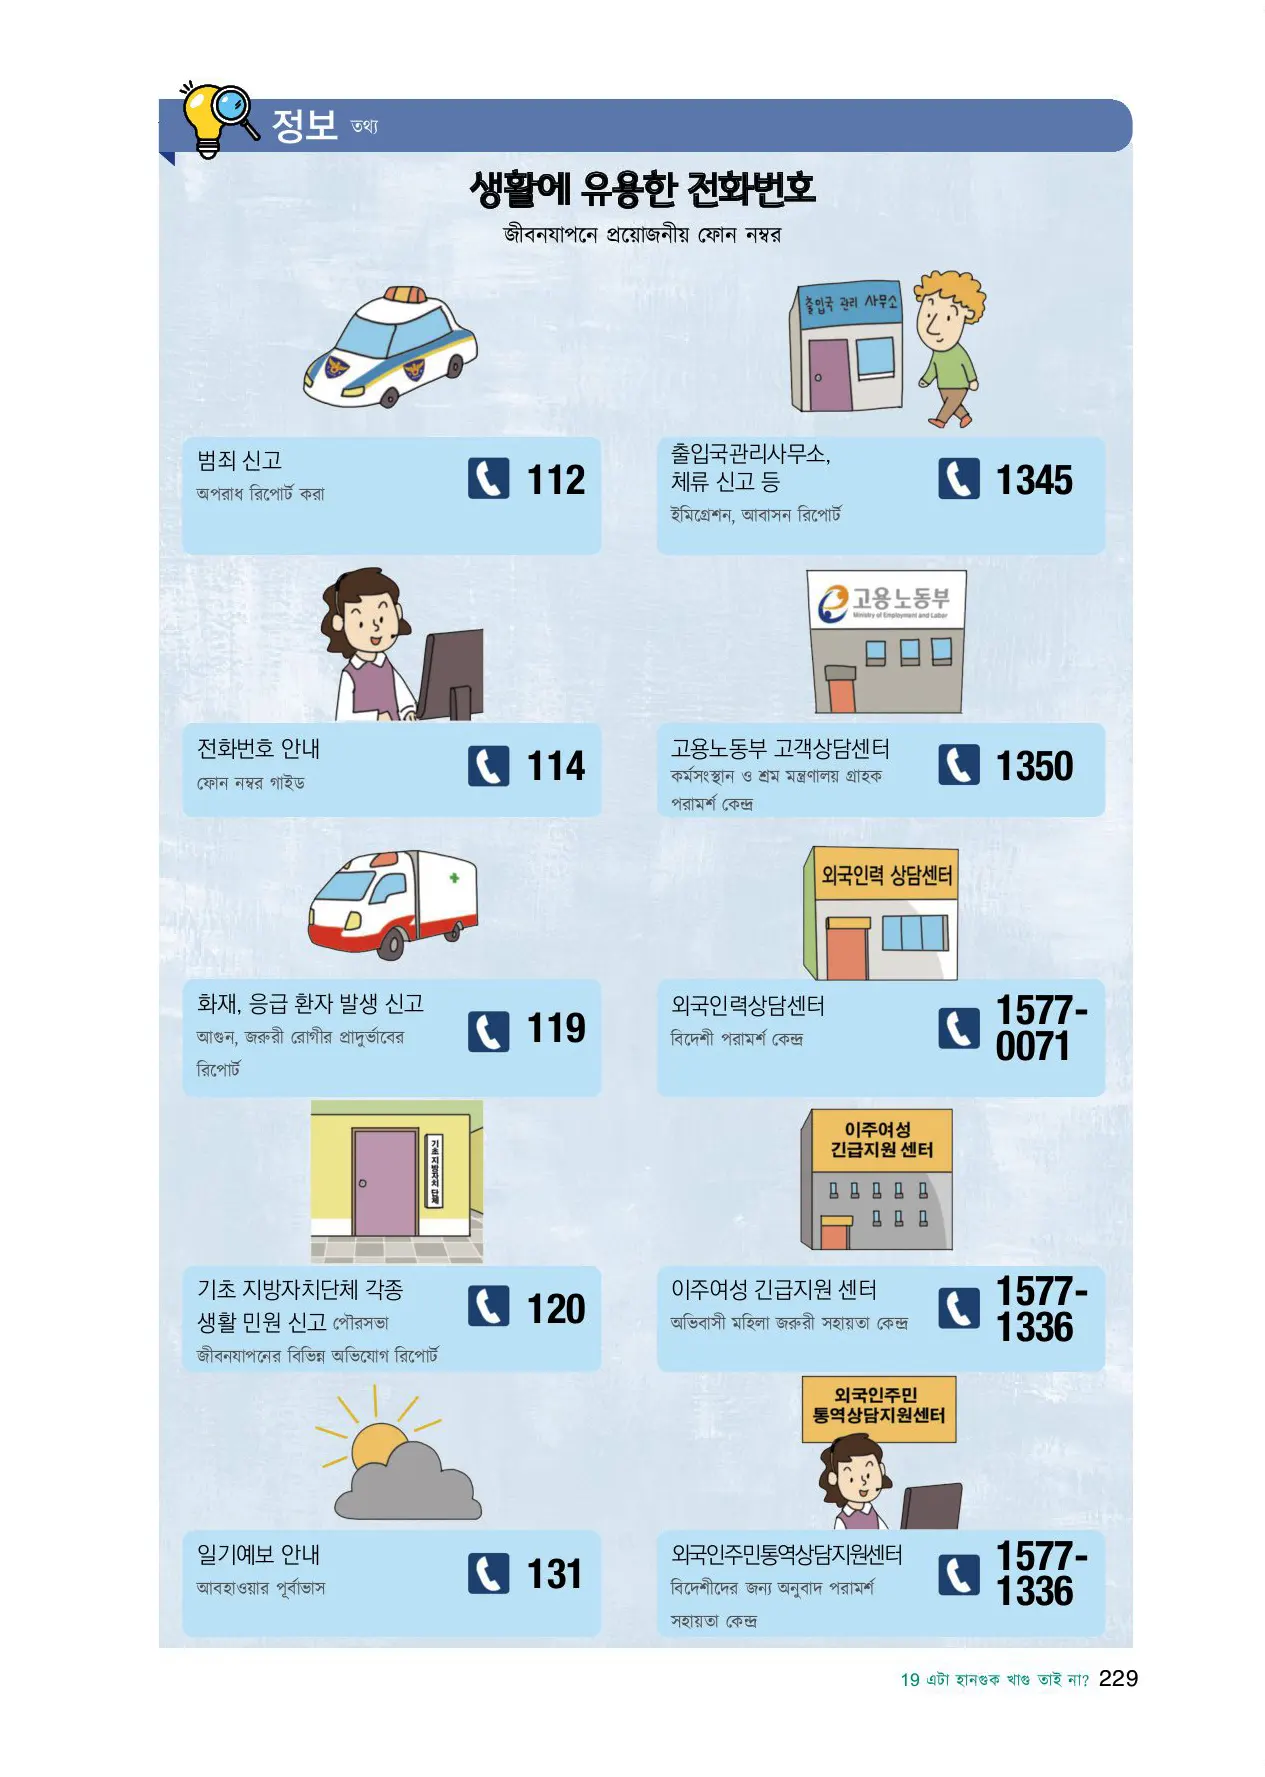 정보 তথ্য
생활에 유용한 전화번호
জীবনযাপনে প্রয়োজনীয় ফোন নম্বর
범죄 신고
অপরাধ রিপোর্ট করা
112
출입국 관리 사무소
출입국관리사무소,
체류 신고 등
ইমিগ্রেশন, আবাসন রিপোর্ট
1345
전화번호 안내
ফোন নম্বর গাইড
114
고용노동부
Ministry of Employment and Labor
고용노동부 고객상담센터
কর্মসংস্থান ও শ্রম মন্ত্রণালয় গ্রাহক
পরামর্শ কেন্দ্র
1350
화재, 응급 환자 발생 신고
আগুন, জরুরী রোগীর প্রাদুর্ভাবের
রিপোর্ট
119
외국인력 상담센터
외국인력상담센터
বিদেশী পরামর্শ কেন্দ্র
1577-
0071
기초지방자치단체
기초 지방자치단체 각종
생활 민원 신고 পৌরসভা
জীবনযাপনের বিভিন্ন অভিযোগ রিপোর্ট
120
이주여성
긴급지원 센터
이주여성 긴급지원 센터
অভিবাসী মহিলা জরুরী সহায়তা কেন্দ্র
1577-
1336
일기예보 안내
আবহাওয়ার পূর্বাভাস
131
외국인주민
통역상담지원센터
외국인주민통역상담지원센터
বিদেশীদের জন্য অনুবাদ পরামর্শ
সহায়তা কেন্দ্র
1577-
1336
19 এটা হানগুক খাগু তাই না? 229